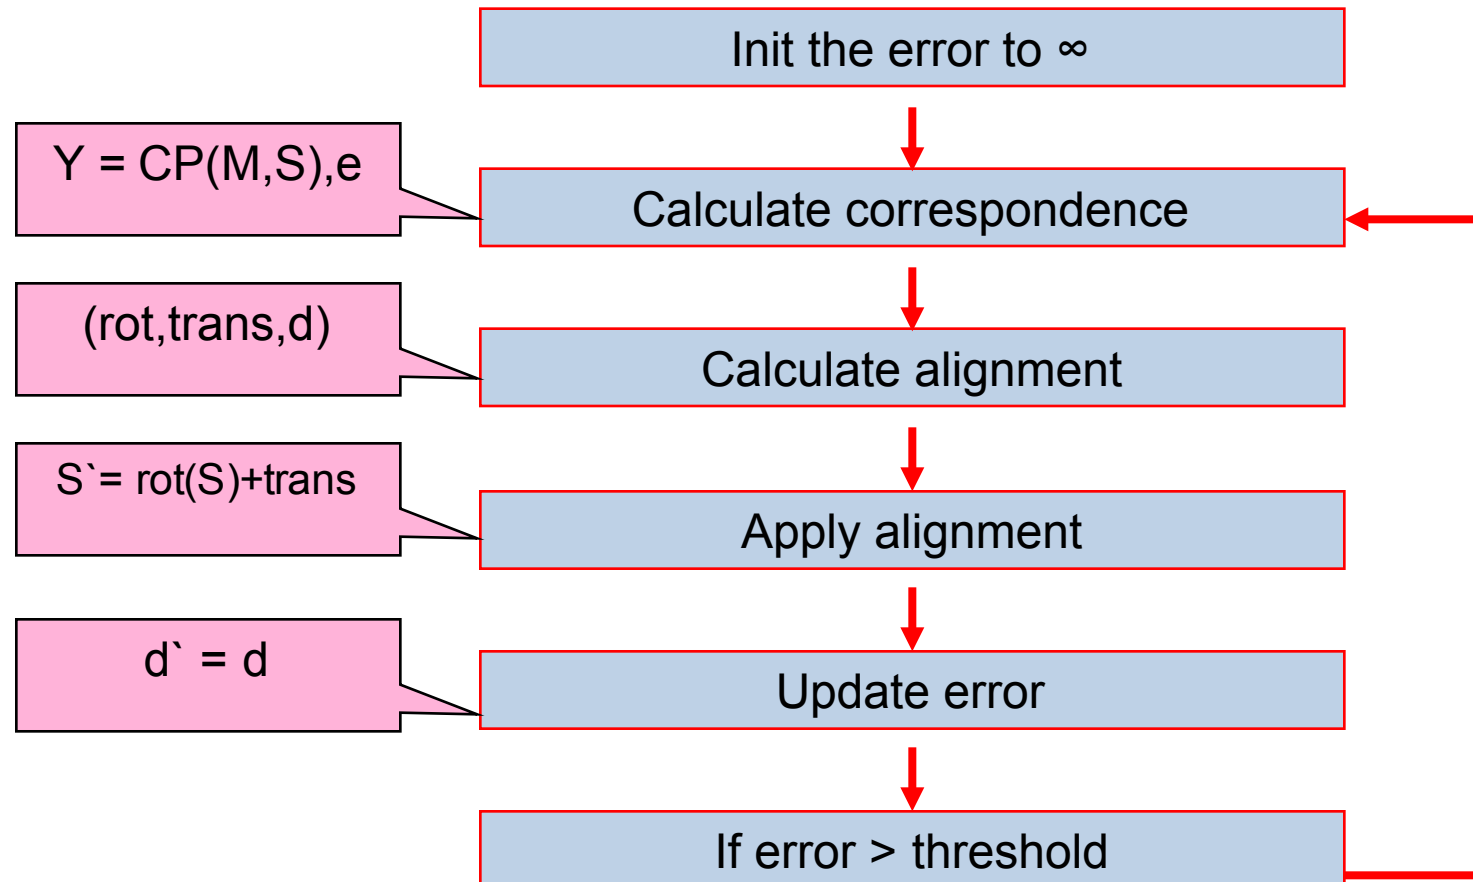 Init the error to ∞
Y = CP(M,S),e
Calculate correspondence
(rot,trans,d)
Calculate alignment
S`= rot(S)+trans
Apply alignment
d` = d
Update error
If error > threshold